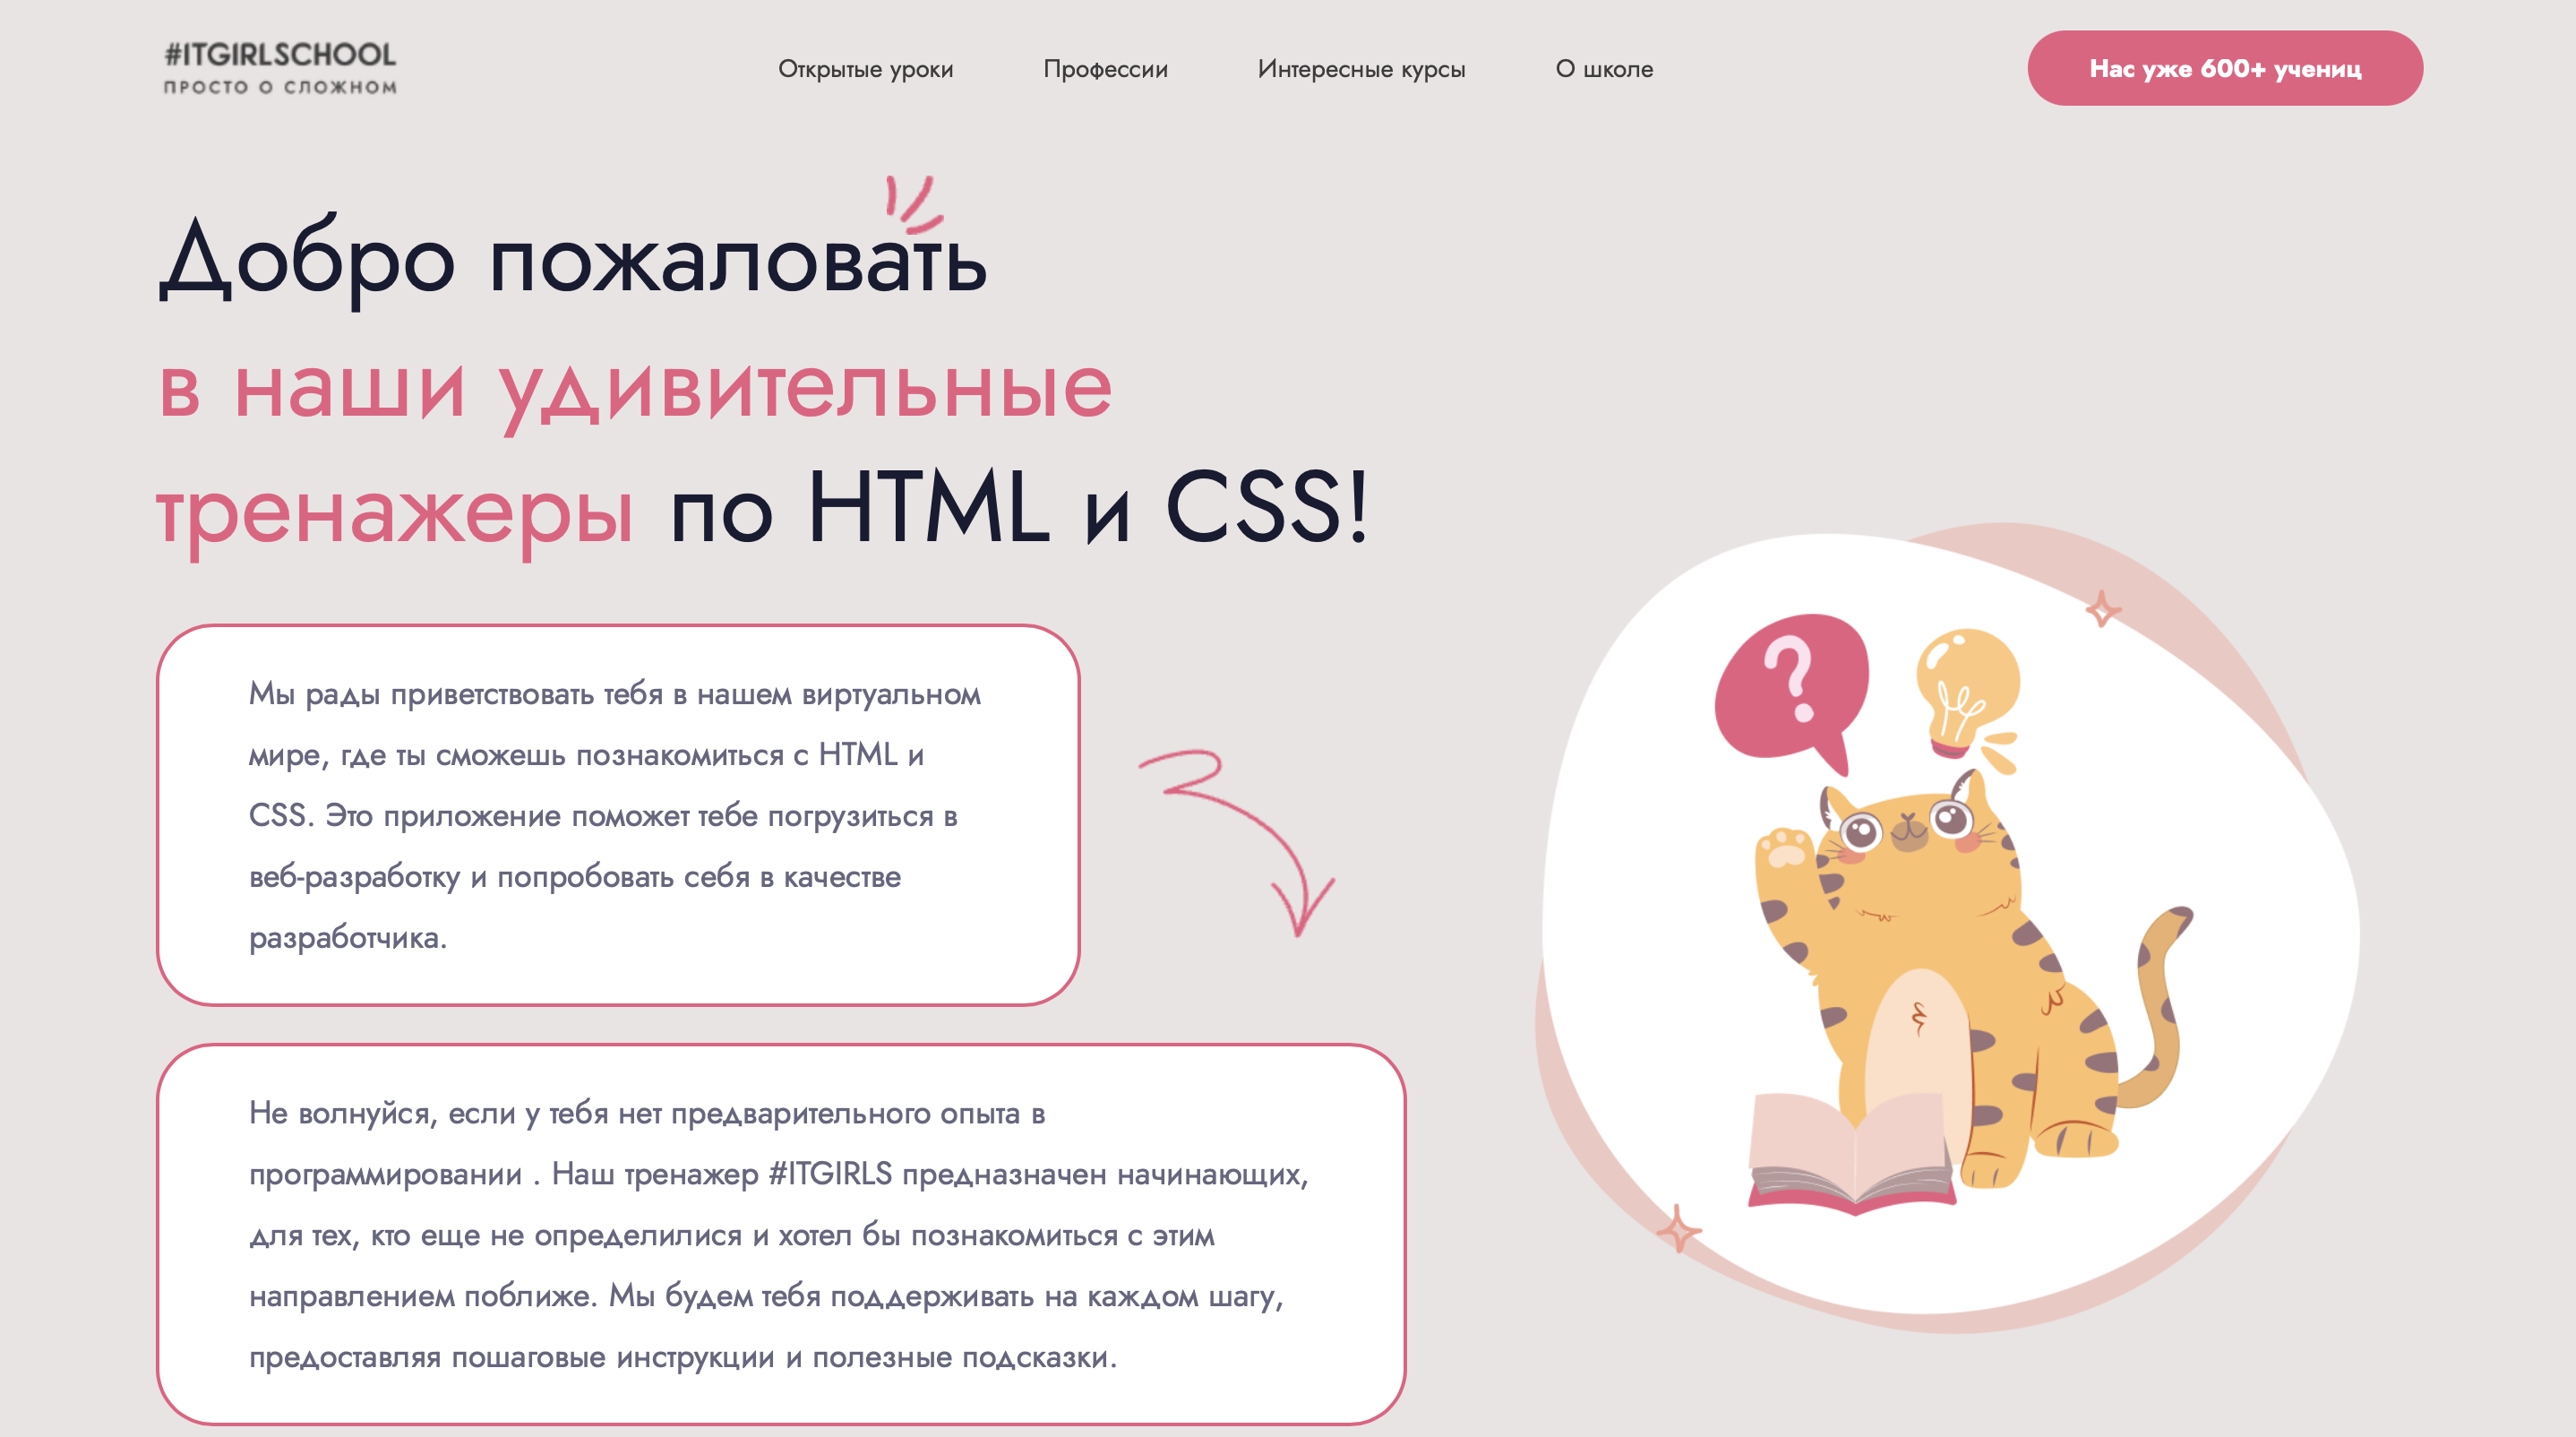 #ITGIRLSCHOOL
ПРОСТО О СЛОЖНОМ
Открытые уроки
Профессии
Интересные курсы
О школе
Нас уже 600+ учениц
Добро пожаловать
в наши удивительные
тренажеры по HTML и CSS!
Мы рады приветствовать тебя в нашем виртуальном
мире, где ты сможешь познакомиться с HTML и
CSS. Это приложение поможет тебе погрузиться в
веб-разработку и попробовать себя в качестве
разработчика.
Не волнуйся, если у тебя нет предварительного опыта в
программировании . Наш тренажер #ITGIRLS предназначен начинающих,
для тех, кто еще не определилися и хотел бы познакомиться с этим
направлением поближе. Мы будем тебя поддерживать на каждом шагу,
предоставляя пошаговые инструкции и полезные подсказки.
?